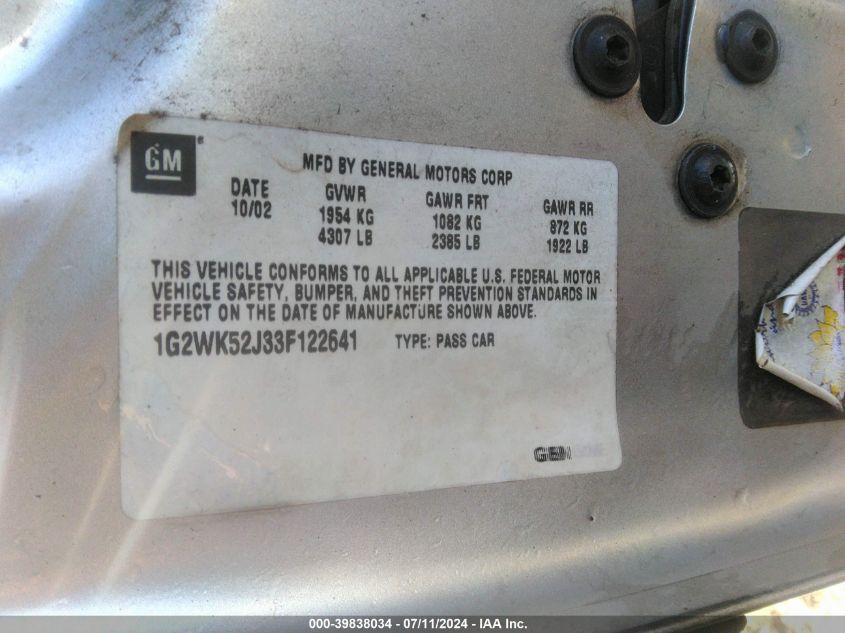 GM
MFD BY GENERAL MOTORS CORP
DATE GVWR GAWR FRT GAWR RR
10/02 1954 KG 1082 KG 872 KG
4307 LB 2385 LB 1922 LB
THIS VEHICLE CONFORMS TO ALL APPLICABLE U.S. FEDERAL MOTOR
VEHICLE SAFETY, BUMPER, AND THEFT PREVENTION STANDARDS IN
EFFECT ON THE DATE OF MANUFACTURE SHOWN ABOVE.
1G2WK52J33F122641 TYPE: PASS CAR
000-39838034 - 07/11/2024 - IAA Inc.